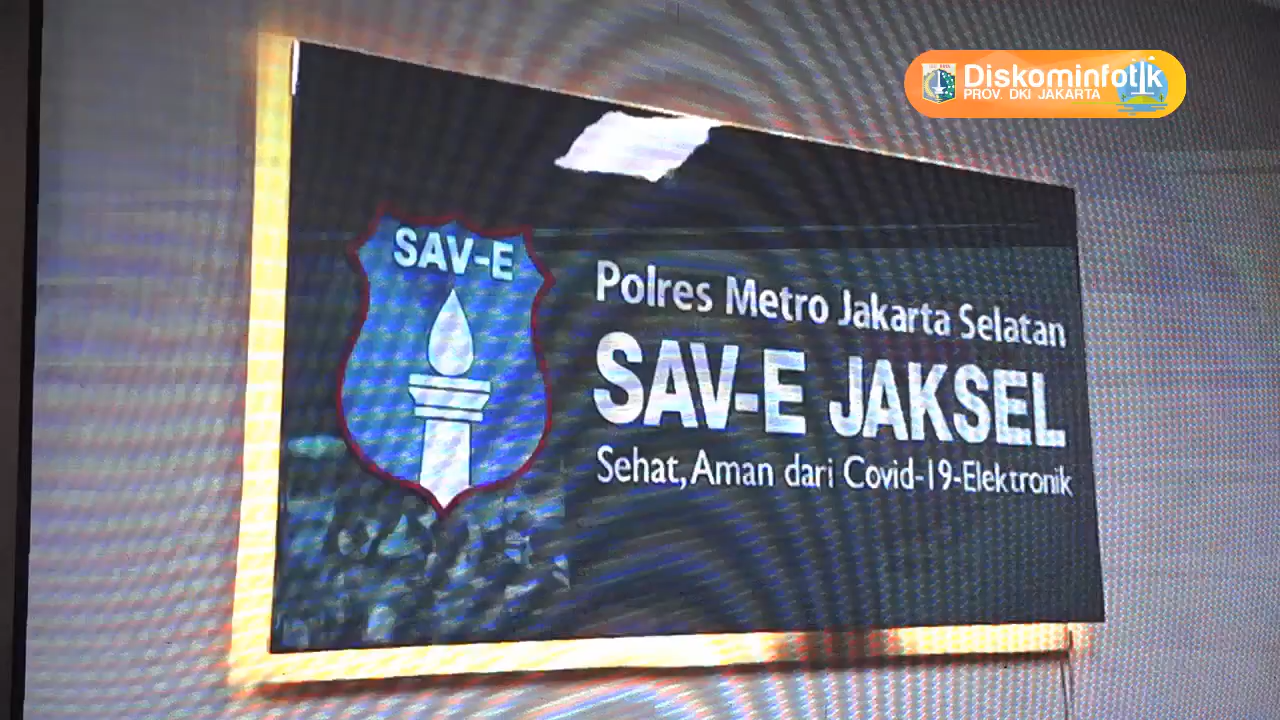 Diskominfotik
PROV. DKI JAKARTA
SAV-E
Polres Metro Jakarta Selatan
SAV-E JAKSEL
Sehat, Aman dari Covid-19-Elektronik